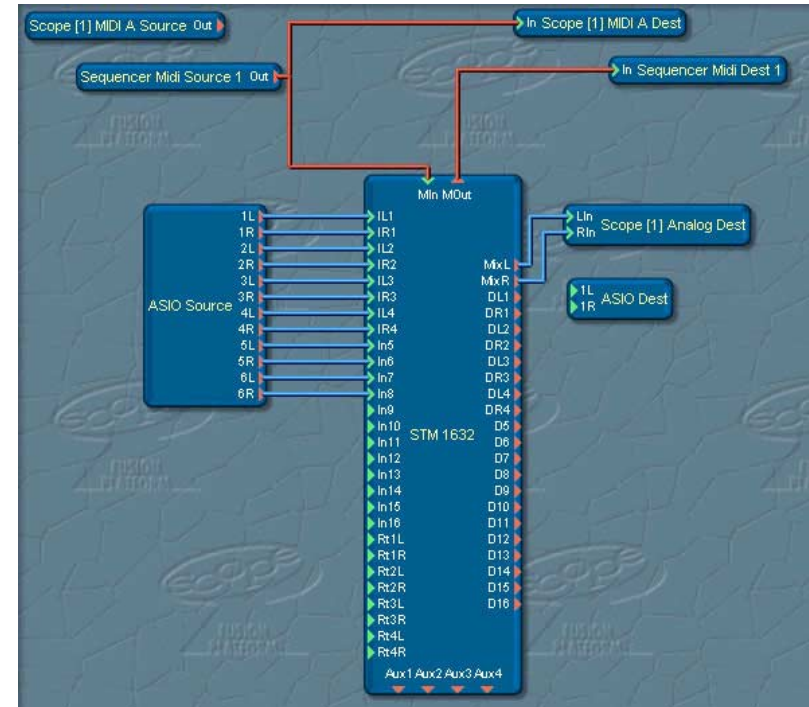 Scope [1] MIDI A Source Out
In Scope [1] MIDI A Dest
Sequencer Midi Source 1 Out
In Sequencer Midi Dest 1
MIn MOut
1L
1R
2L
2R
3L
3R
4L
4R
5L
5R
6L
6R
ASIO Source
IL1
IR1
IL2
IR2
IL3
IR3
IL4
IR4
In5
In6
In7
In8
In9
In10
In11
In12
In13
In14
In15
In16
Rt1L
Rt1R
Rt2L
Rt2R
Rt3L
Rt3R
Rt4L
Rt4R
STM 1632
MixL
MixR
DL1
DR1
DL2
DR2
DL3
DR3
DL4
DR4
D5
D6
D7
D8
D9
D10
D11
D12
D13
D14
D15
D16
Aux1 Aux2 Aux3 Aux4
LIn
RIn
Scope [1] Analog Dest
1L
1R
ASIO Dest
Scope
FUSION
PLATFORM